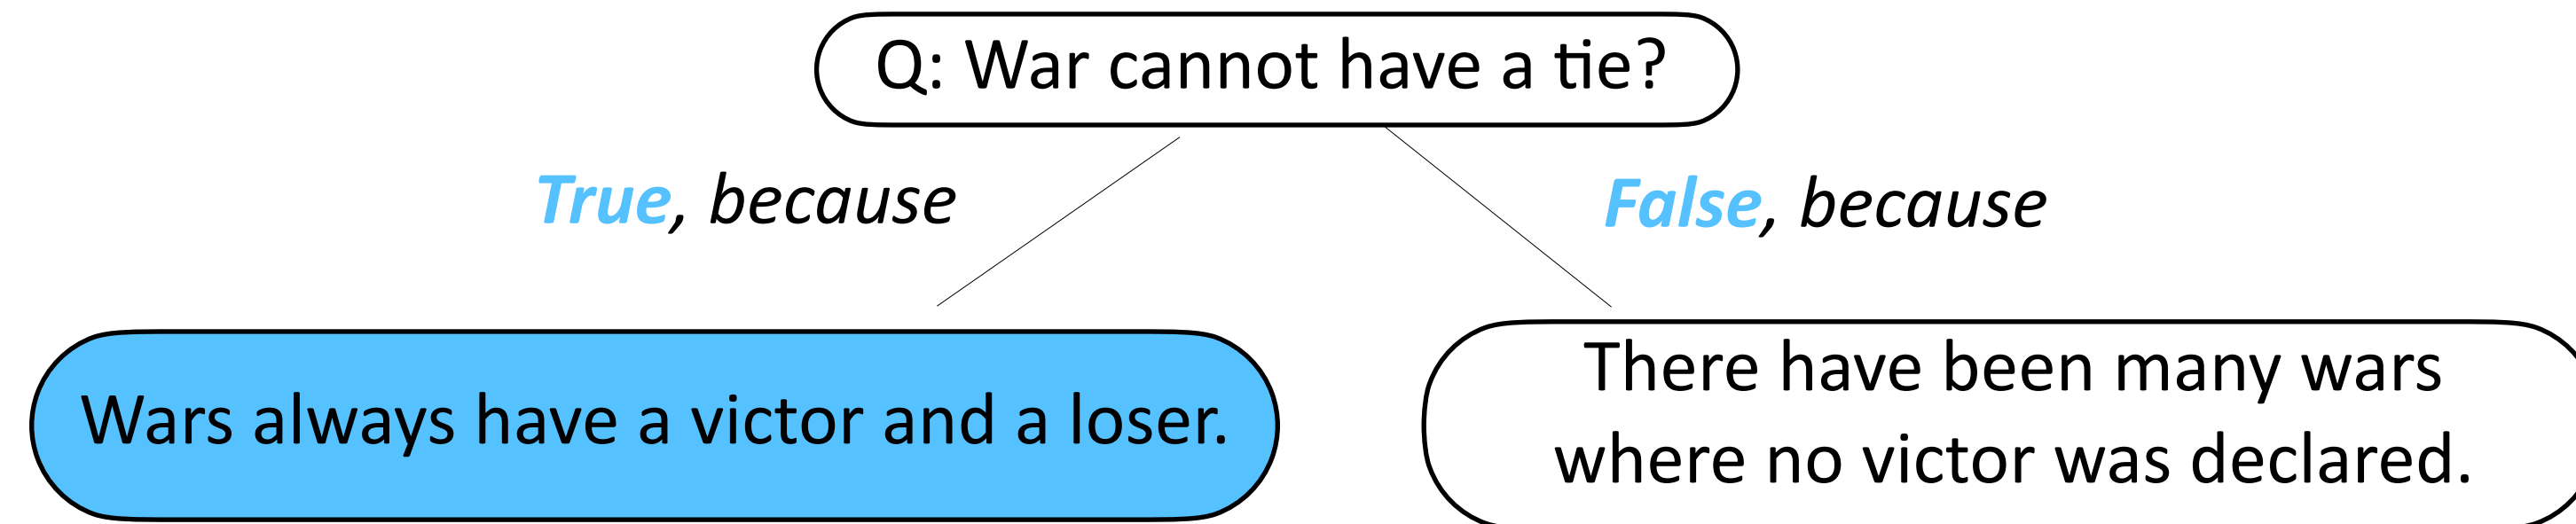 Q: War cannot have a tie?
True, because
False, because
Wars always have a victor and a loser.
There have been many wars
where no victor was declared.